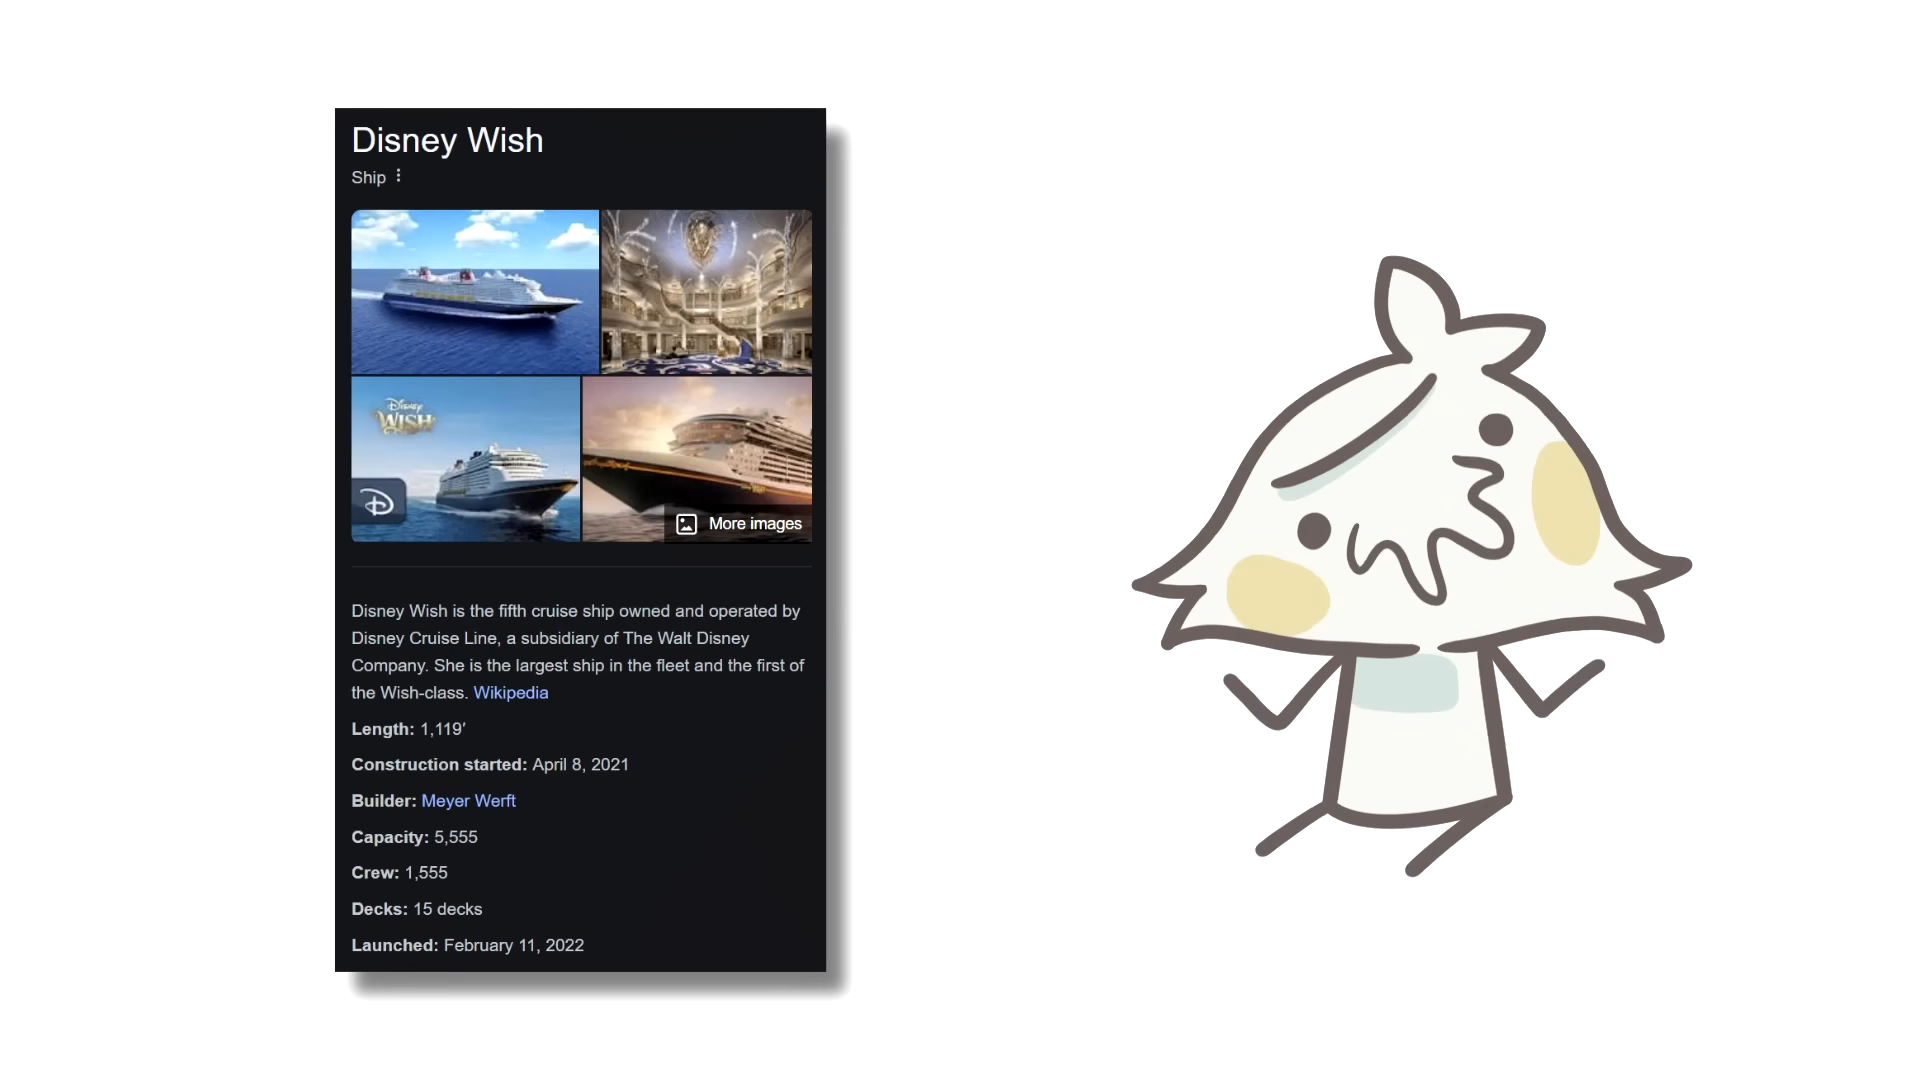 Disney Wish
Ship
Disney
WISH
More images
Disney Wish is the fifth cruise ship owned and operated by
Disney Cruise Line, a subsidiary of The Walt Disney
Company. She is the largest ship in the fleet and the first of
the Wish-class. Wikipedia
Length: 1,119′
Construction started: April 8, 2021
Builder: Meyer Werft
Capacity: 5,555
Crew: 1,555
Decks: 15 decks
Launched: February 11, 2022